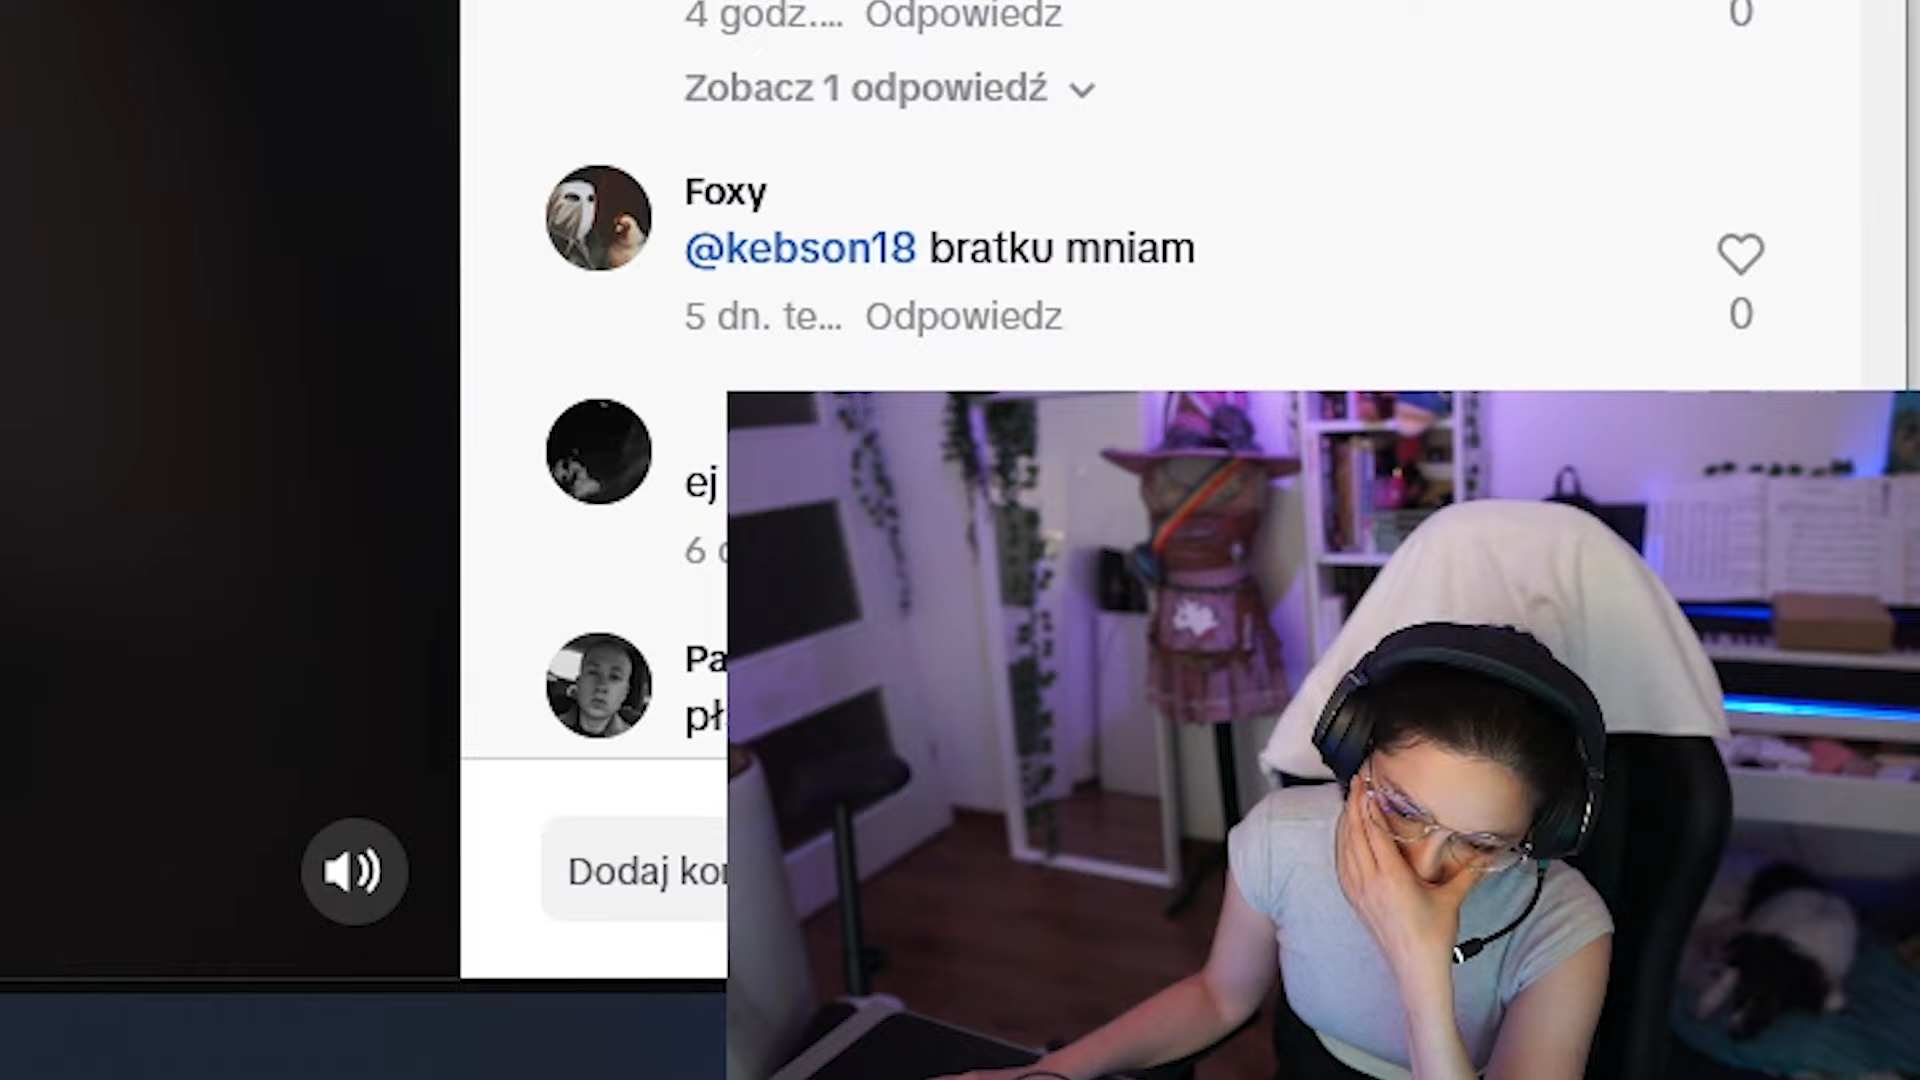 4 godz.... Odpowiedz
0
Zobacz 1 odpowiedź
Foxy
@kebson18 bratku mniam
5 dn. te... Odpowiedz
0
ej
6
Pa
pł
Dodaj